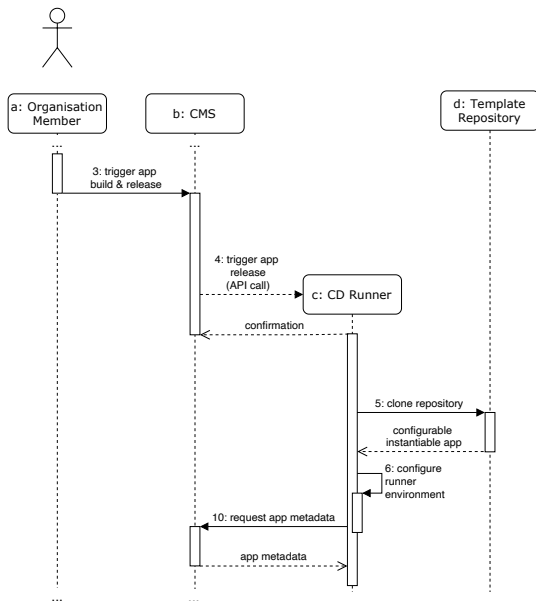 a: Organisation
Member
b: CMS
d: Template
Repository
...
...
3: trigger app
build & release
4: trigger app
release
(API call)
c: CD Runner
confirmation
5: clone repository
configurable
instantiable app
6: configure
runner
environment
10: request app metadata
app metadata
...
...